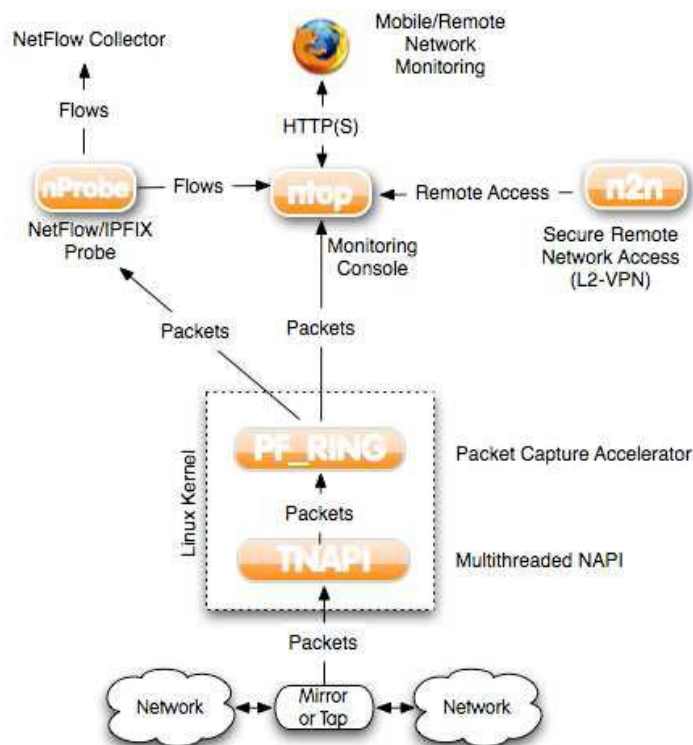 NetFlow Collector
Mobile/Remote
Network
Monitoring
Flows
HTTP(S)
nProbe
Flows
ntop
Remote Access
n2n
NetFlow/IPFIX
Probe
Monitoring
Console
Secure Remote
Network Access
(L2-VPN)
Packets
Packets
Linux Kernel
PF_RING
Packet Capture Accelerator
Packets
TNAPI
Multithreaded NAPI
Packets
Network
Mirror
or Tap
Network